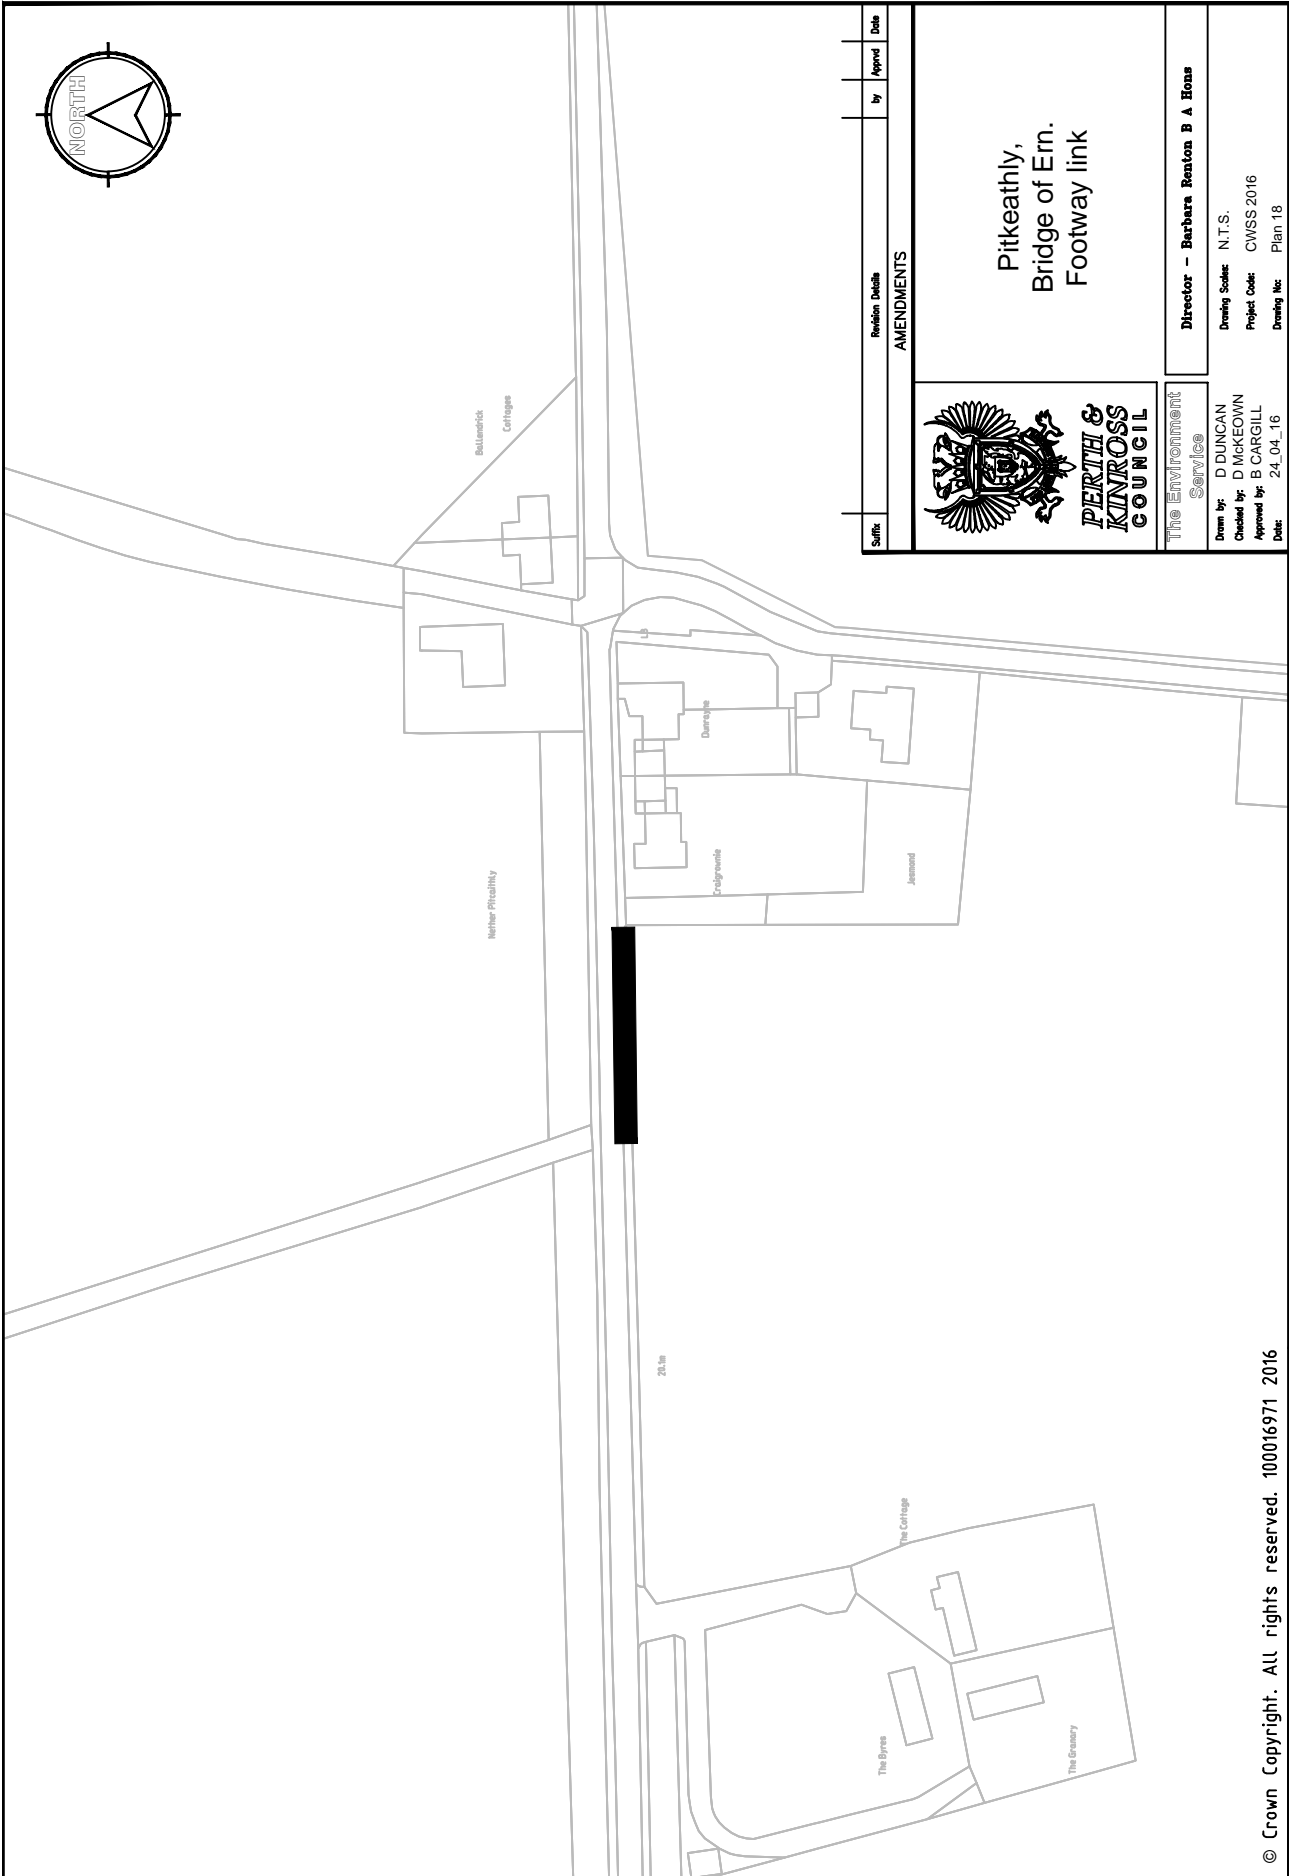 NORTH
Ballendrick
Cottages
LB
Dunrayne
Nether Pitcaithly
Craigrownie
Jesmond
20.1m
The Cottage
The Byres
The Granary
Suffix Revision Details by Apprvd Date
AMENDMENTS
PERTH &
KINROSS
COUNCIL
Pitkeathly,
Bridge of Ern.
Footway link
The Environment
Service
Director - Barbara Renton B A Hons
Drawn by: D DUNCAN
Checked by: D McKEOWN
Approved by: B CARGILL
Date: 24_04_16
Drawing Scales: N.T.S.
Project Code: CWSS 2016
Drawing No: Plan 18
© Crown Copyright. All rights reserved. 100016971 2016